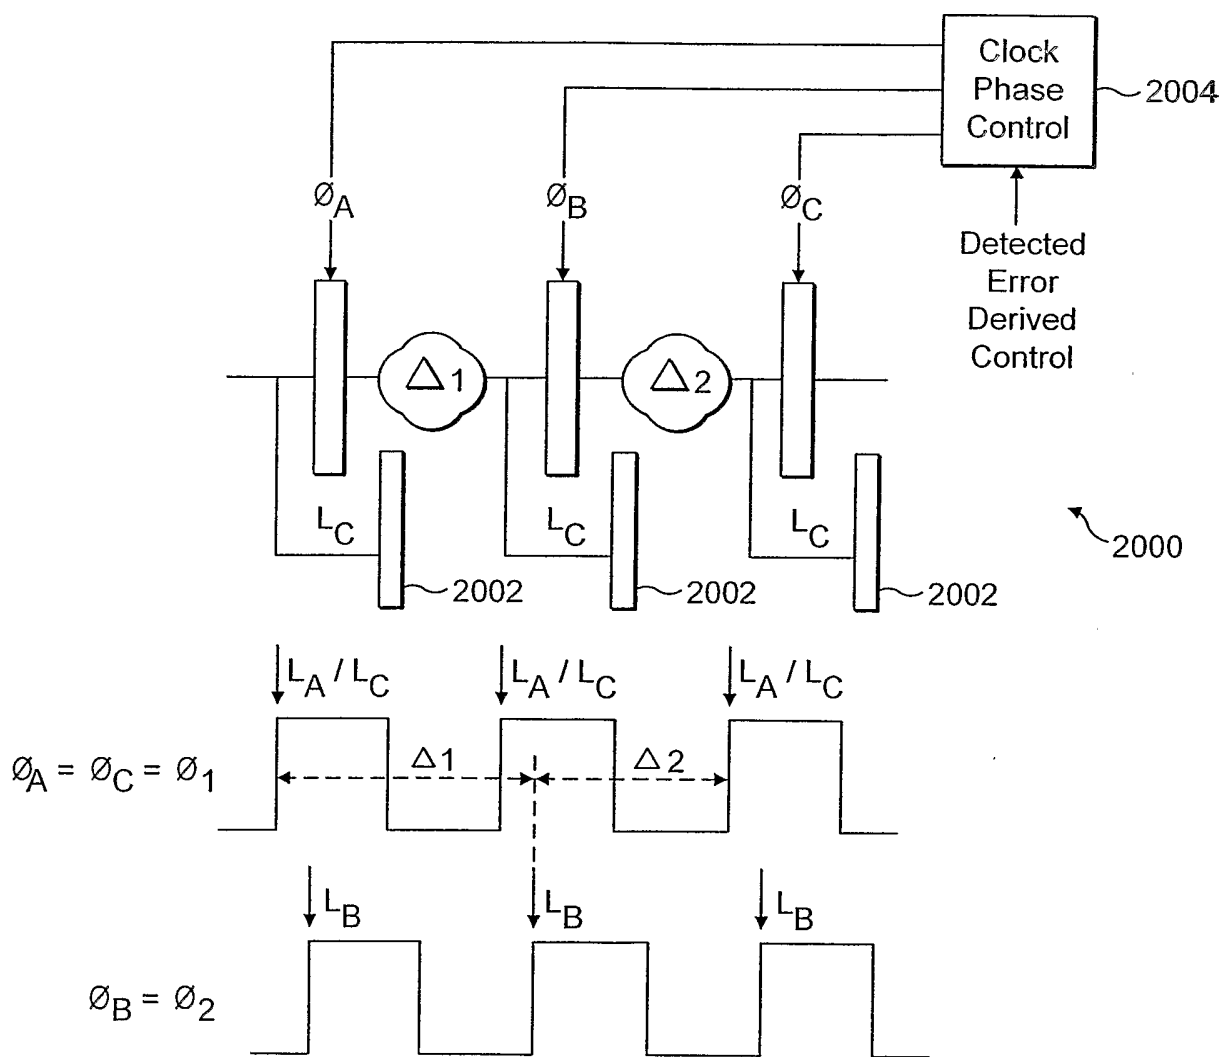 Clock
Phase
Control
2004
ØA
ØB
ØC
Detected
Error
Derived
Control
Δ1
Δ2
LC
LC
LC
2000
2002
2002
2002
LA / LC
LA / LC
LA / LC
Δ1
Δ2
ØA = ØC = Ø1
LB
LB
LB
ØB = Ø2